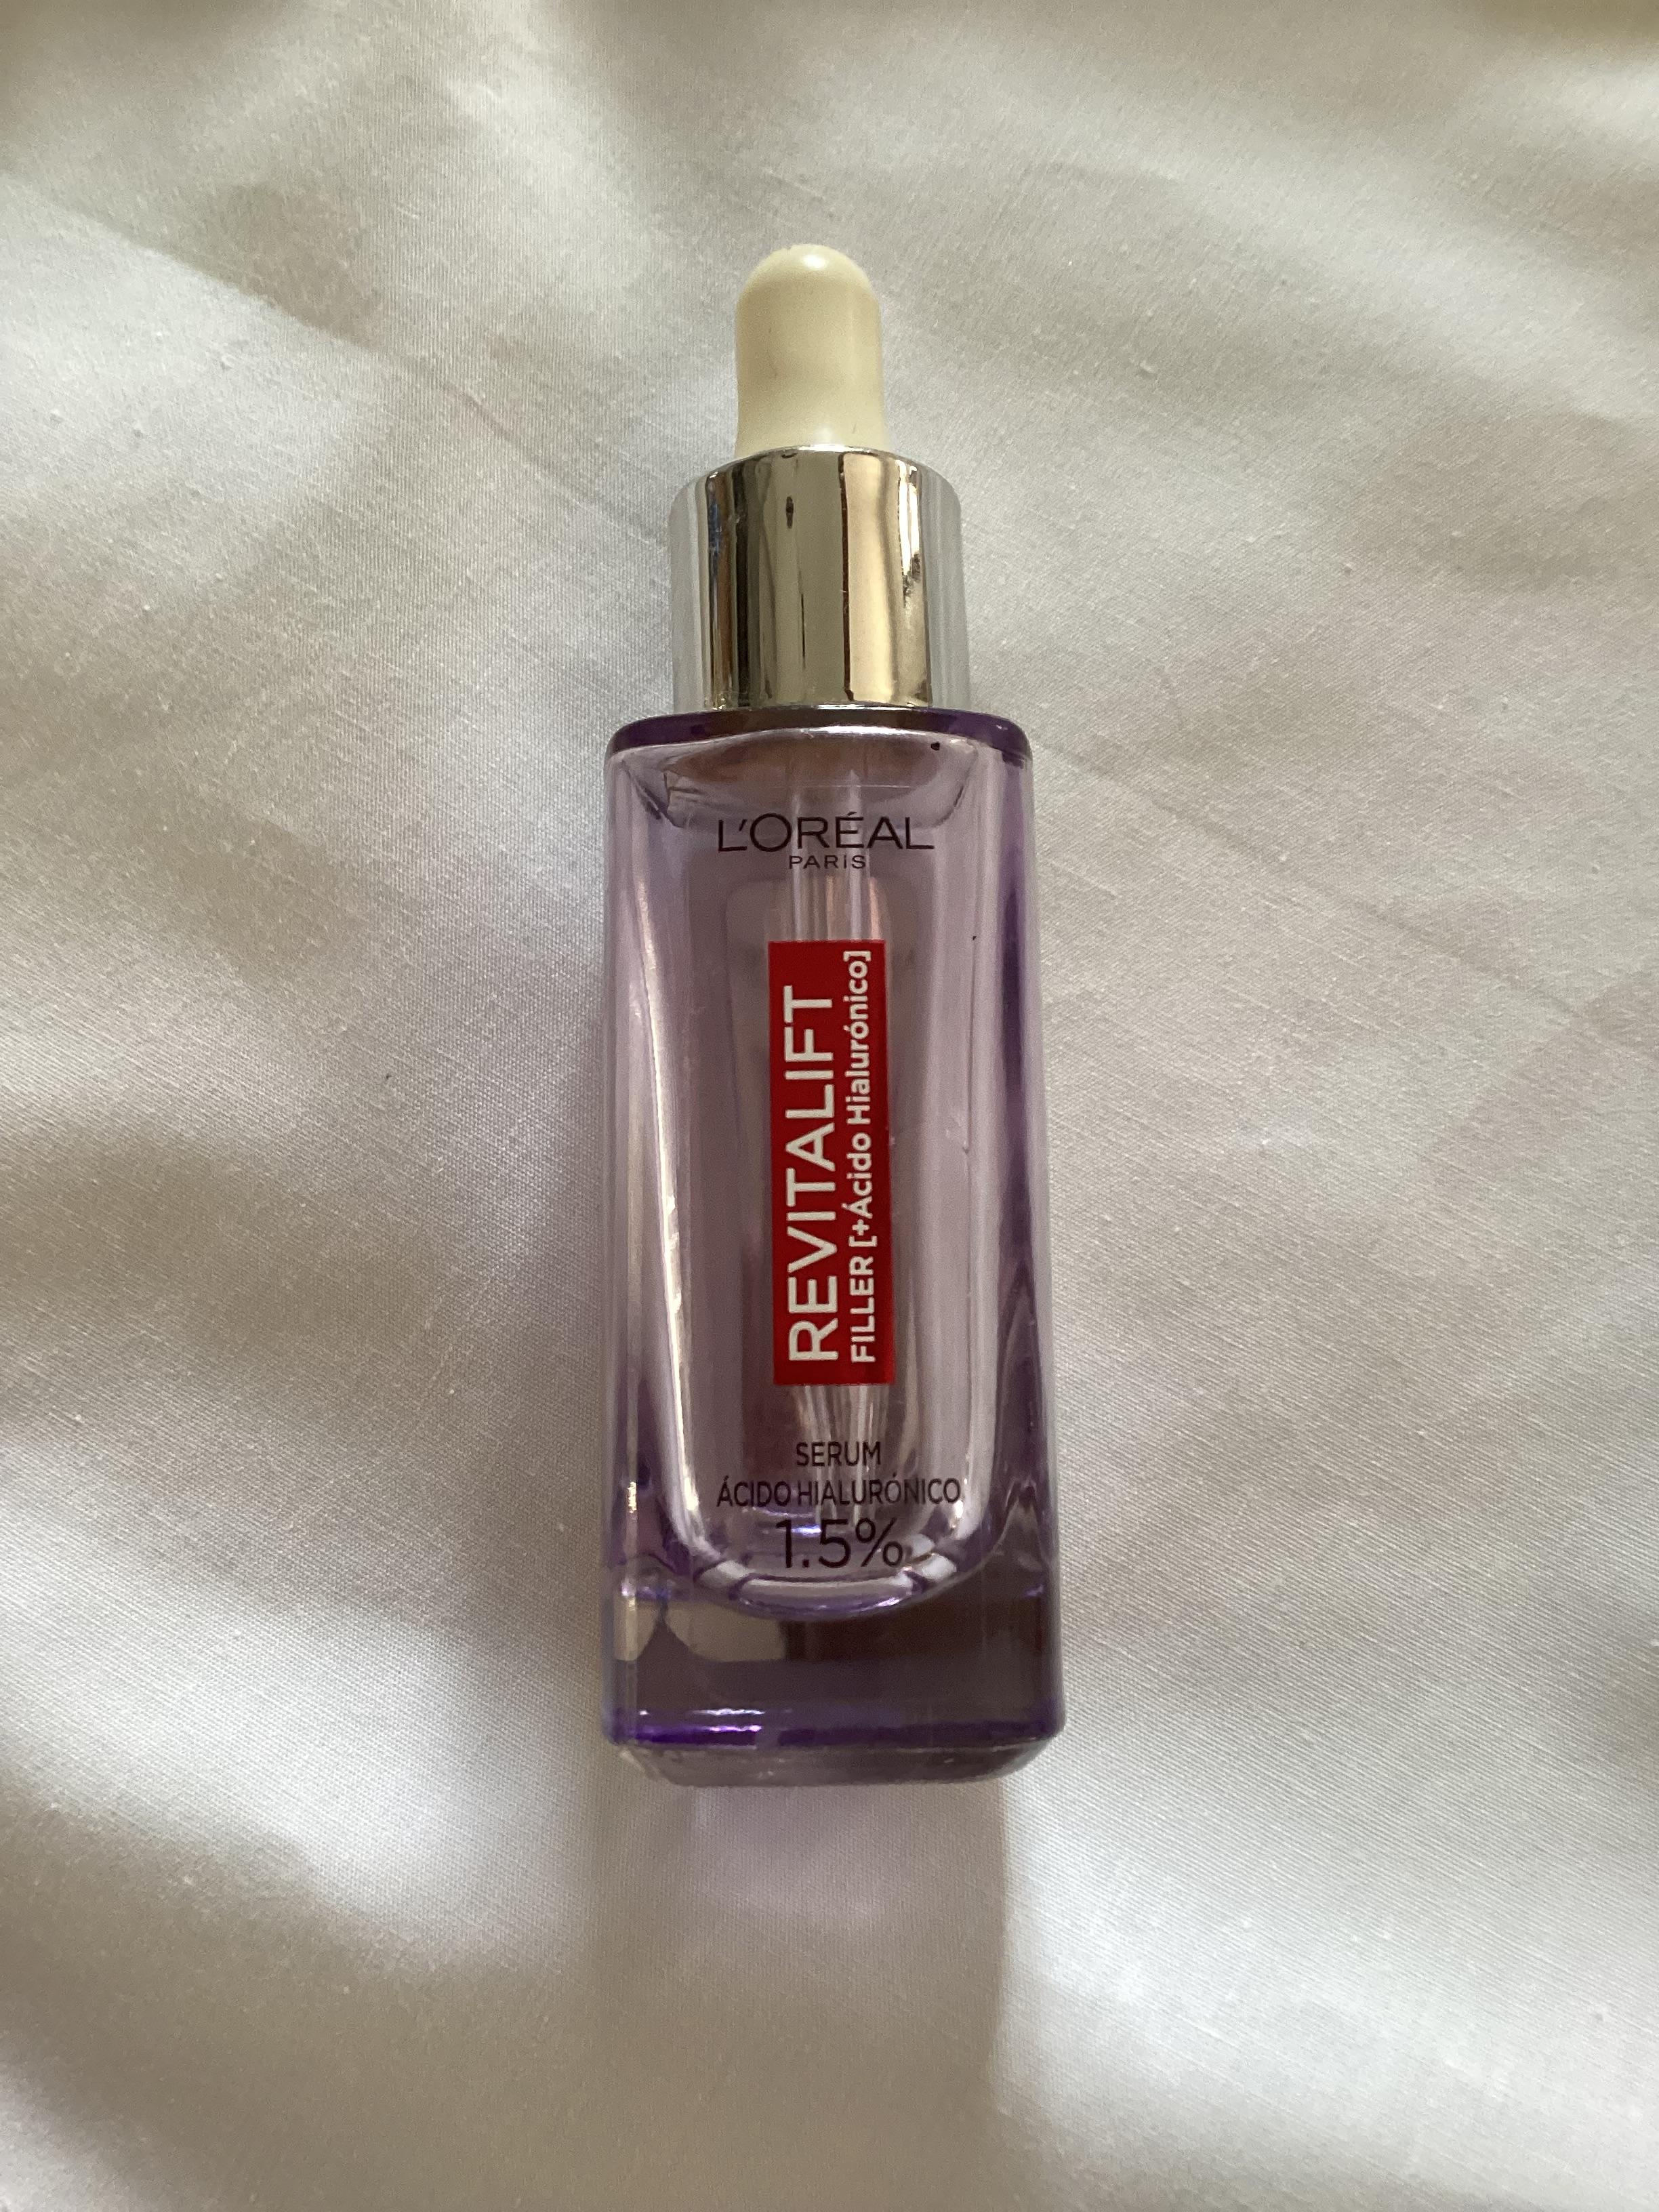 L'ORÉAL
PARIS
REVITALIFT
FILLER [+Ácido Hialurónico]
SERUM
ÁCIDO HIALURÓNICO
1.5%